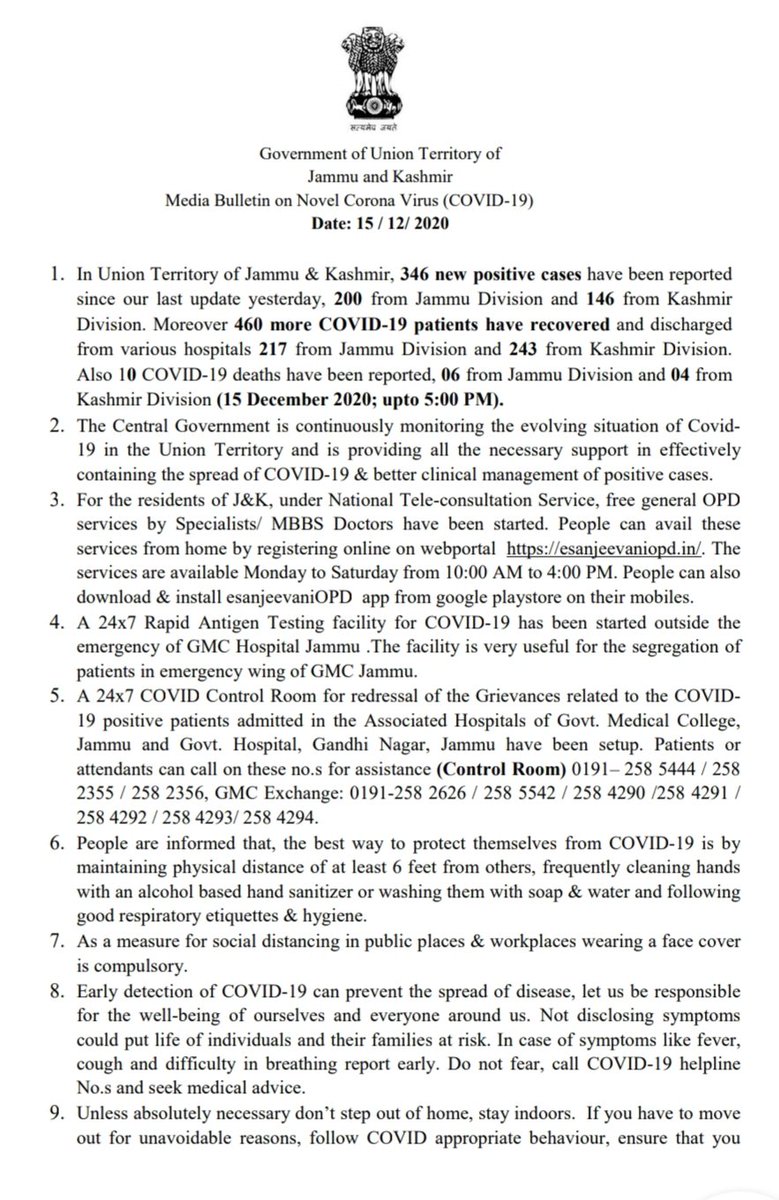 सत्यमेव जयते
Government of Union Territory of
Jammu and Kashmir
Media Bulletin on Novel Corona Virus (COVID-19)
Date: 15 / 12/ 2020
1. In Union Territory of Jammu & Kashmir, 346 new positive cases have been reported
since our last update yesterday, 200 from Jammu Division and 146 from Kashmir
Division. Moreover 460 more COVID-19 patients have recovered and discharged
from various hospitals 217 from Jammu Division and 243 from Kashmir Division.
Also 10 COVID-19 deaths have been reported, 06 from Jammu Division and 04 from
Kashmir Division (15 December 2020; upto 5:00 PM).
2. The Central Government is continuously monitoring the evolving situation of Covid-
19 in the Union Territory and is providing all the necessary support in effectively
containing the spread of COVID-19 & better clinical management of positive cases.
3. For the residents of J&K, under National Tele-consultation Service, free general OPD
services by Specialists/ MBBS Doctors have been started. People can avail these
services from home by registering online on webportal https://esanjeevaniopd.in/. The
services are available Monday to Saturday from 10:00 AM to 4:00 PM. People can also
download & install esanjeevaniOPD app from google playstore on their mobiles.
4. A 24x7 Rapid Antigen Testing facility for COVID-19 has been started outside the
emergency of GMC Hospital Jammu .The facility is very useful for the segregation of
patients in emergency wing of GMC Jammu.
5. A 24x7 COVID Control Room for redressal of the Grievances related to the COVID-
19 positive patients admitted in the Associated Hospitals of Govt. Medical College,
Jammu and Govt. Hospital, Gandhi Nagar, Jammu have been setup. Patients or
attendants can call on these no.s for assistance (Control Room) 0191– 258 5444 / 258
2355 / 258 2356, GMC Exchange: 0191-258 2626 / 258 5542 / 258 4290 /258 4291 /
258 4292 / 258 4293/ 258 4294.
6. People are informed that, the best way to protect themselves from COVID-19 is by
maintaining physical distance of at least 6 feet from others, frequently cleaning hands
with an alcohol based hand sanitizer or washing them with soap & water and following
good respiratory etiquettes & hygiene.
7. As a measure for social distancing in public places & workplaces wearing a face cover
is compulsory.
8. Early detection of COVID-19 can prevent the spread of disease, let us be responsible
for the well-being of ourselves and everyone around us. Not disclosing symptoms
could put life of individuals and their families at risk. In case of symptoms like fever,
cough and difficulty in breathing report early. Do not fear, call COVID-19 helpline
No.s and seek medical advice.
9. Unless absolutely necessary don’t step out of home, stay indoors. If you have to move
out for unavoidable reasons, follow COVID appropriate behaviour, ensure that you